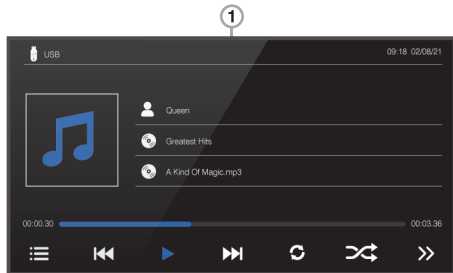 1
USB 09:18 02/08/21
Queen
Greatest Hits
A Kind Of Magic.mp3
00:00.30 00:03.36